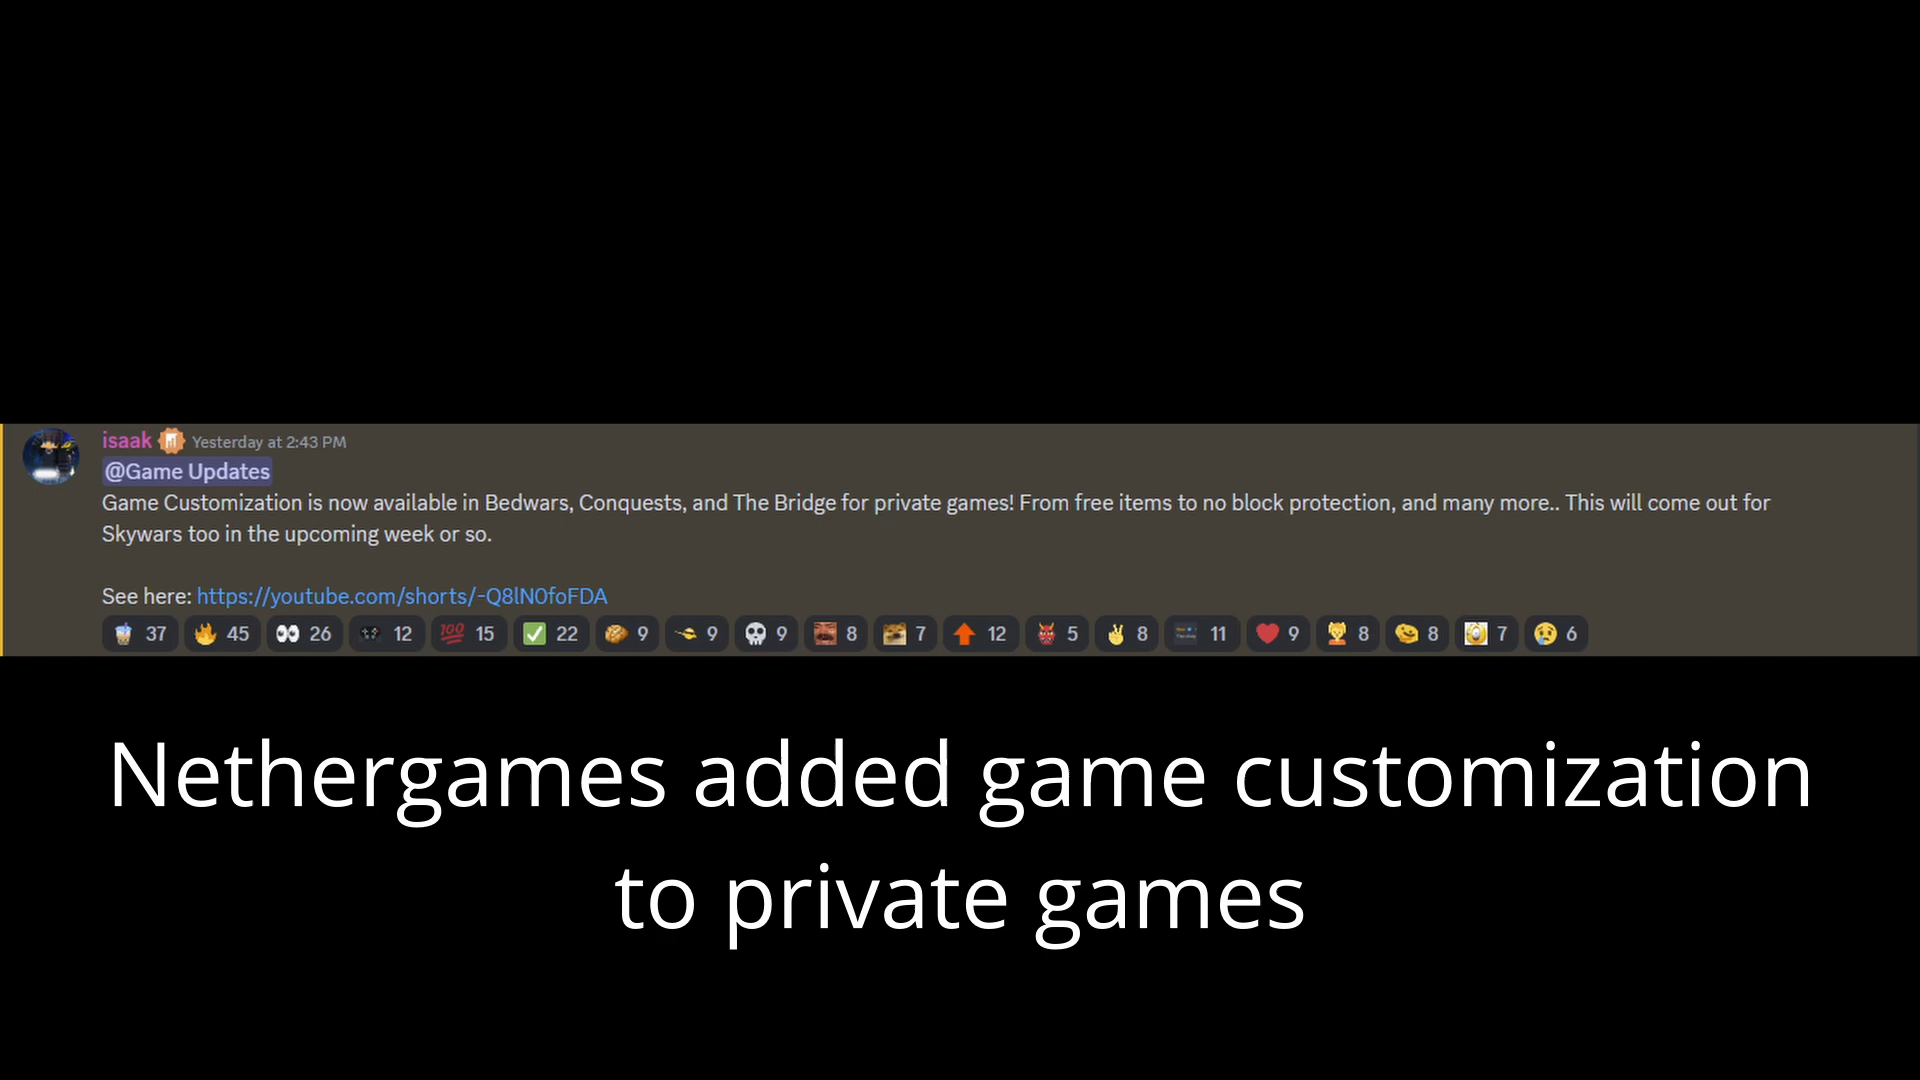 isaak Yesterday at 2:43 PM
@Game Updates
Game Customization is now available in Bedwars, Conquests, and The Bridge for private games! From free items to no block protection, and many more.. This will come out for
Skywars too in the upcoming week or so.
See here: https://youtube.com/shorts/-Q8lN0foFDA
37 45 26 12 100 15 22 9 9 9 8 7 12 5 8 11 9 8 8 7 6
Nethergames added game customization
to private games